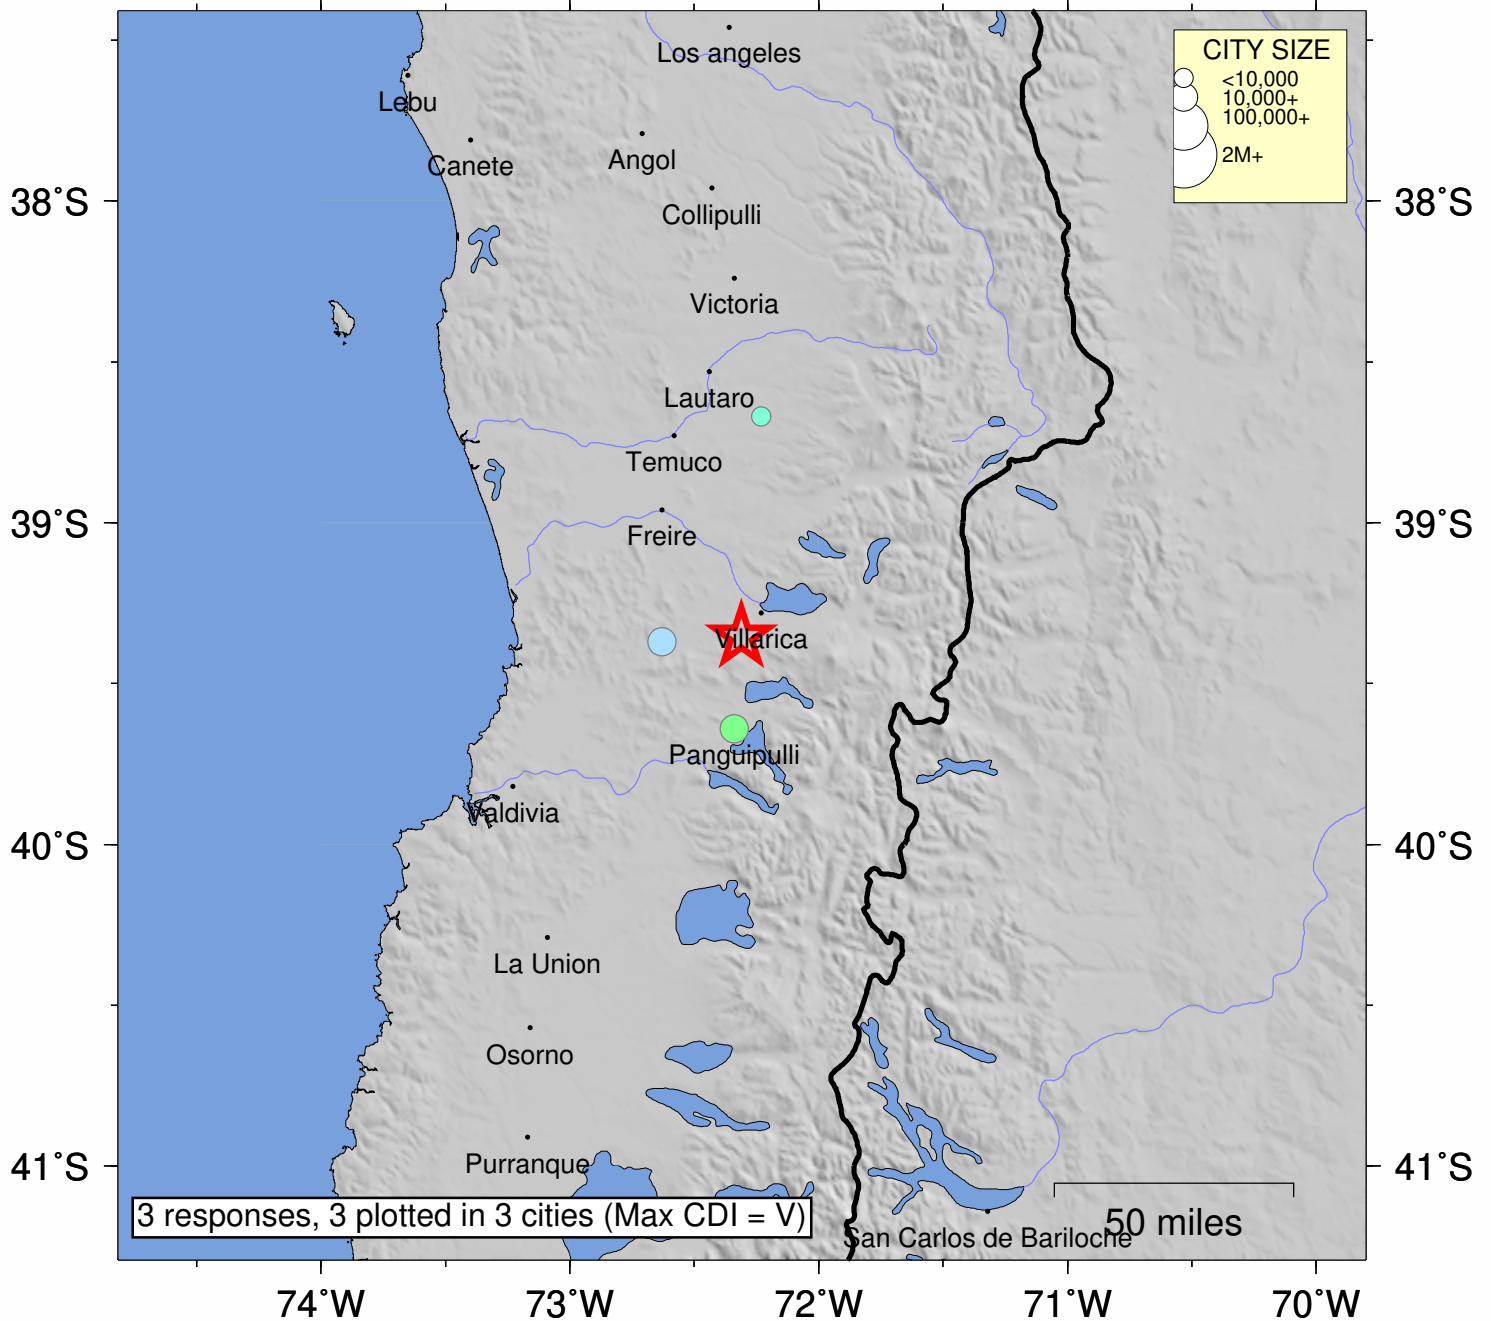 Los angeles
CITY SIZE
<10,000
10,000+
100,000+
2M+
Lebu
Canete
Angol
Collipulli
38°S
38°S
Victoria
Lautaro
Temuco
39°S
39°S
Freire
Villarica
Panguipulli
Valdivia
40°S
40°S
La Union
Osorno
Purranque
41°S
41°S
3 responses, 3 plotted in 3 cities (Max CDI = V)
50 miles
San Carlos de Bariloche
74°W
73°W
72°W
71°W
70°W